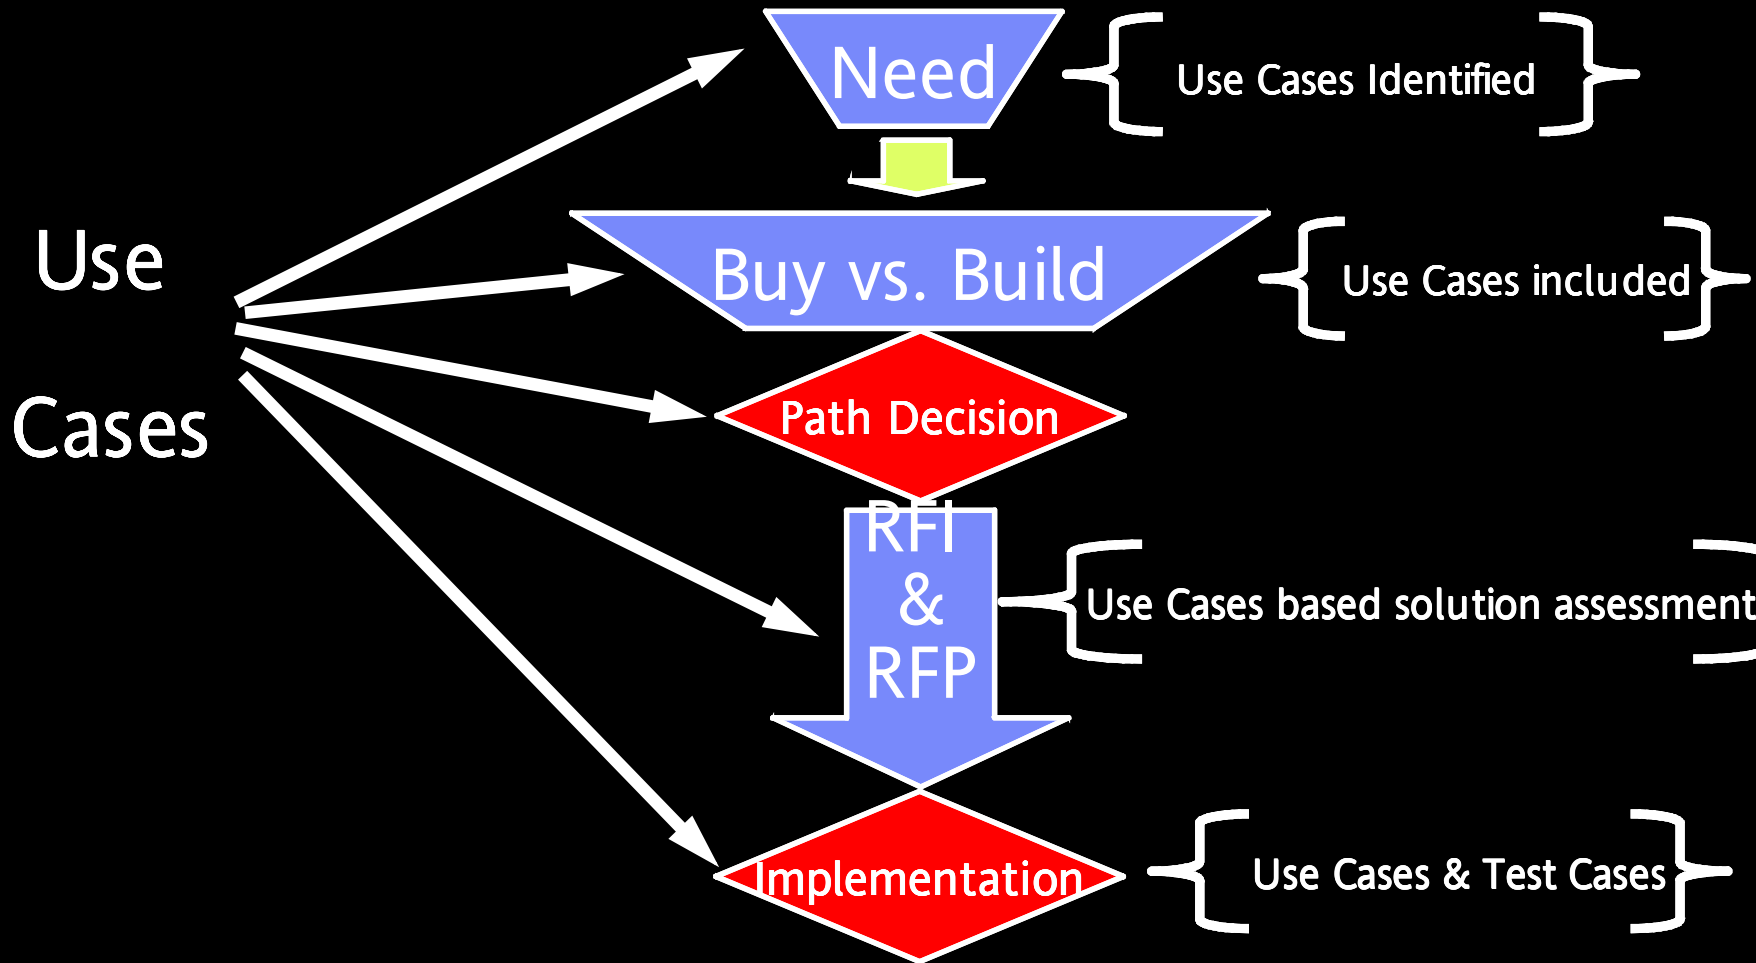 Need
Use Cases Identified
Use
Cases
Buy vs. Build
Use Cases included
Path Decision
RFI
&
RFP
Use Cases based solution assessment
Implementation
Use Cases & Test Cases